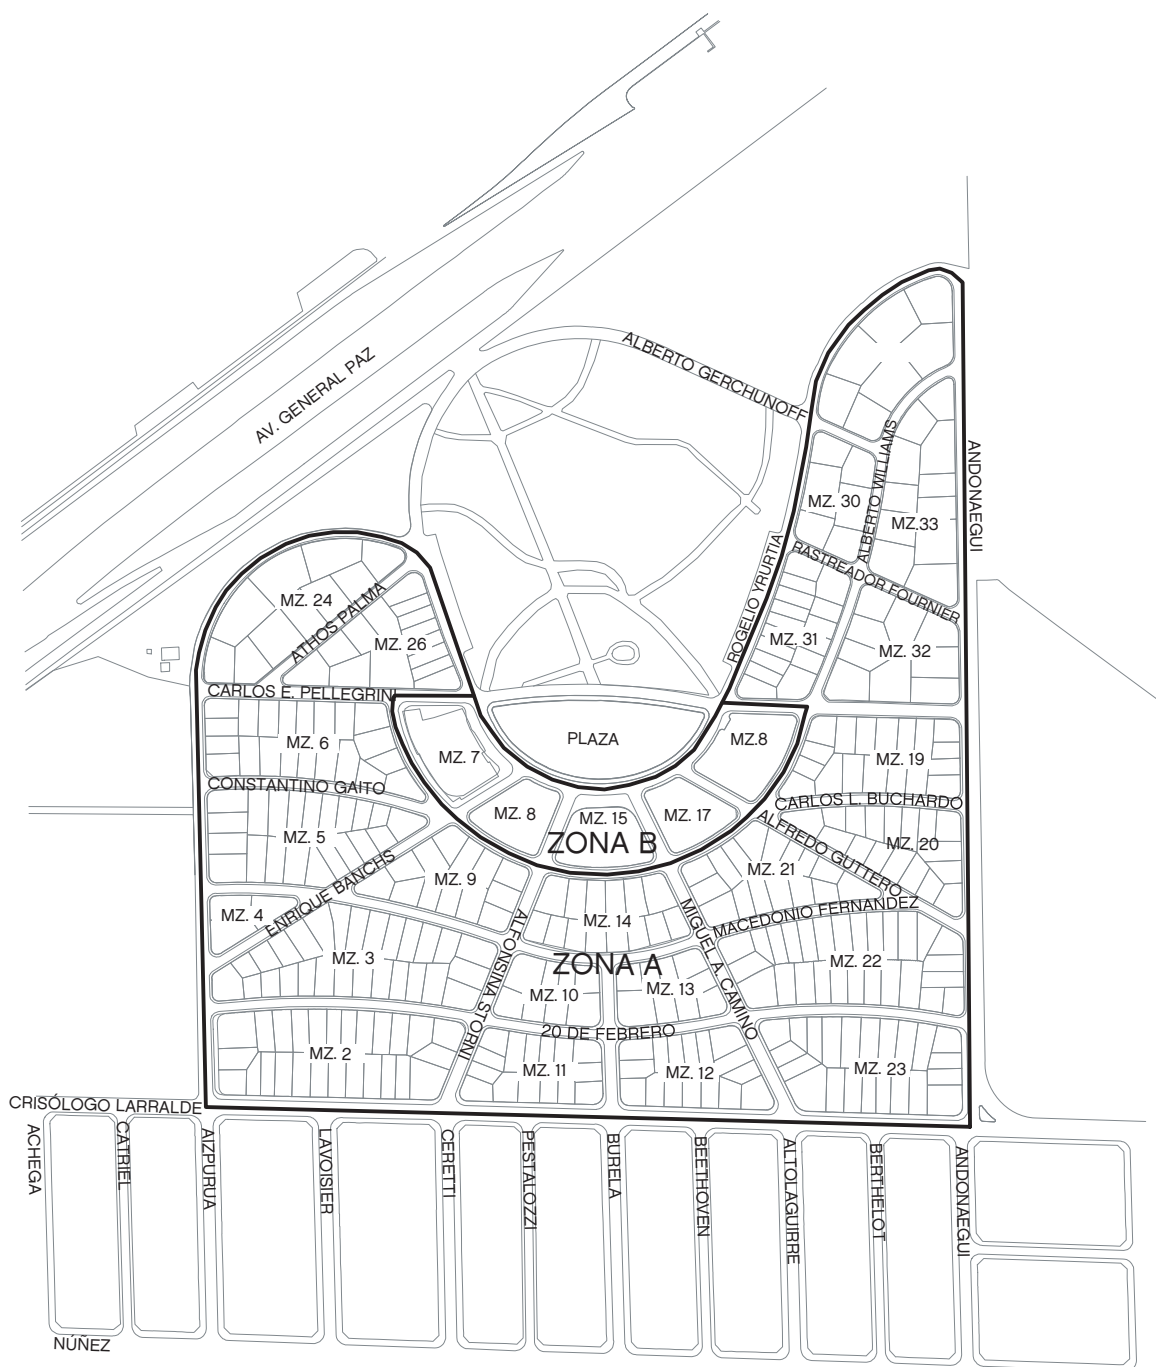 ALBERTO GERCHUNOFF
AV. GENERAL PAZ
ALBERTO WILLIAMS
ANDONAEGUI
MZ. 30
MZ.33
ROGELIO YRURTIA
RASTREADOR FOURNIER
MZ. 24
ATHOS PALMA
MZ. 26
MZ. 31
MZ. 32
CARLOS E. PELLEGRINI
MZ. 6
MZ. 7
PLAZA
MZ.8
MZ. 19
CONSTANTINO GAITO
CARLOS L. BUCHARDO
MZ. 8
MZ. 15
MZ. 17
ALFREDO GUTTERO
MZ. 5
ZONA B
MZ. 20
ENRIQUE BANCHS
MZ. 9
MZ. 21
MZ. 4
MZ. 14
MACEDONIO FERNANDEZ
ALFONSINA STORNI
MIGUEL A. CAMINO
MZ. 3
ZONA A
MZ. 22
MZ. 10
MZ. 13
20 DE FEBRERO
MZ. 2
MZ. 11
MZ. 12
MZ. 23
CRISÓLOGO LARRALDE
ACHEGA
CATRIEL
AIZPURUA
LAVOISIER
CERETTI
PESTALOZZI
BURELA
BEETHOVEN
ALTOLAGUIRRE
BERTHELOT
ANDONAEGUI
NÚÑEZ